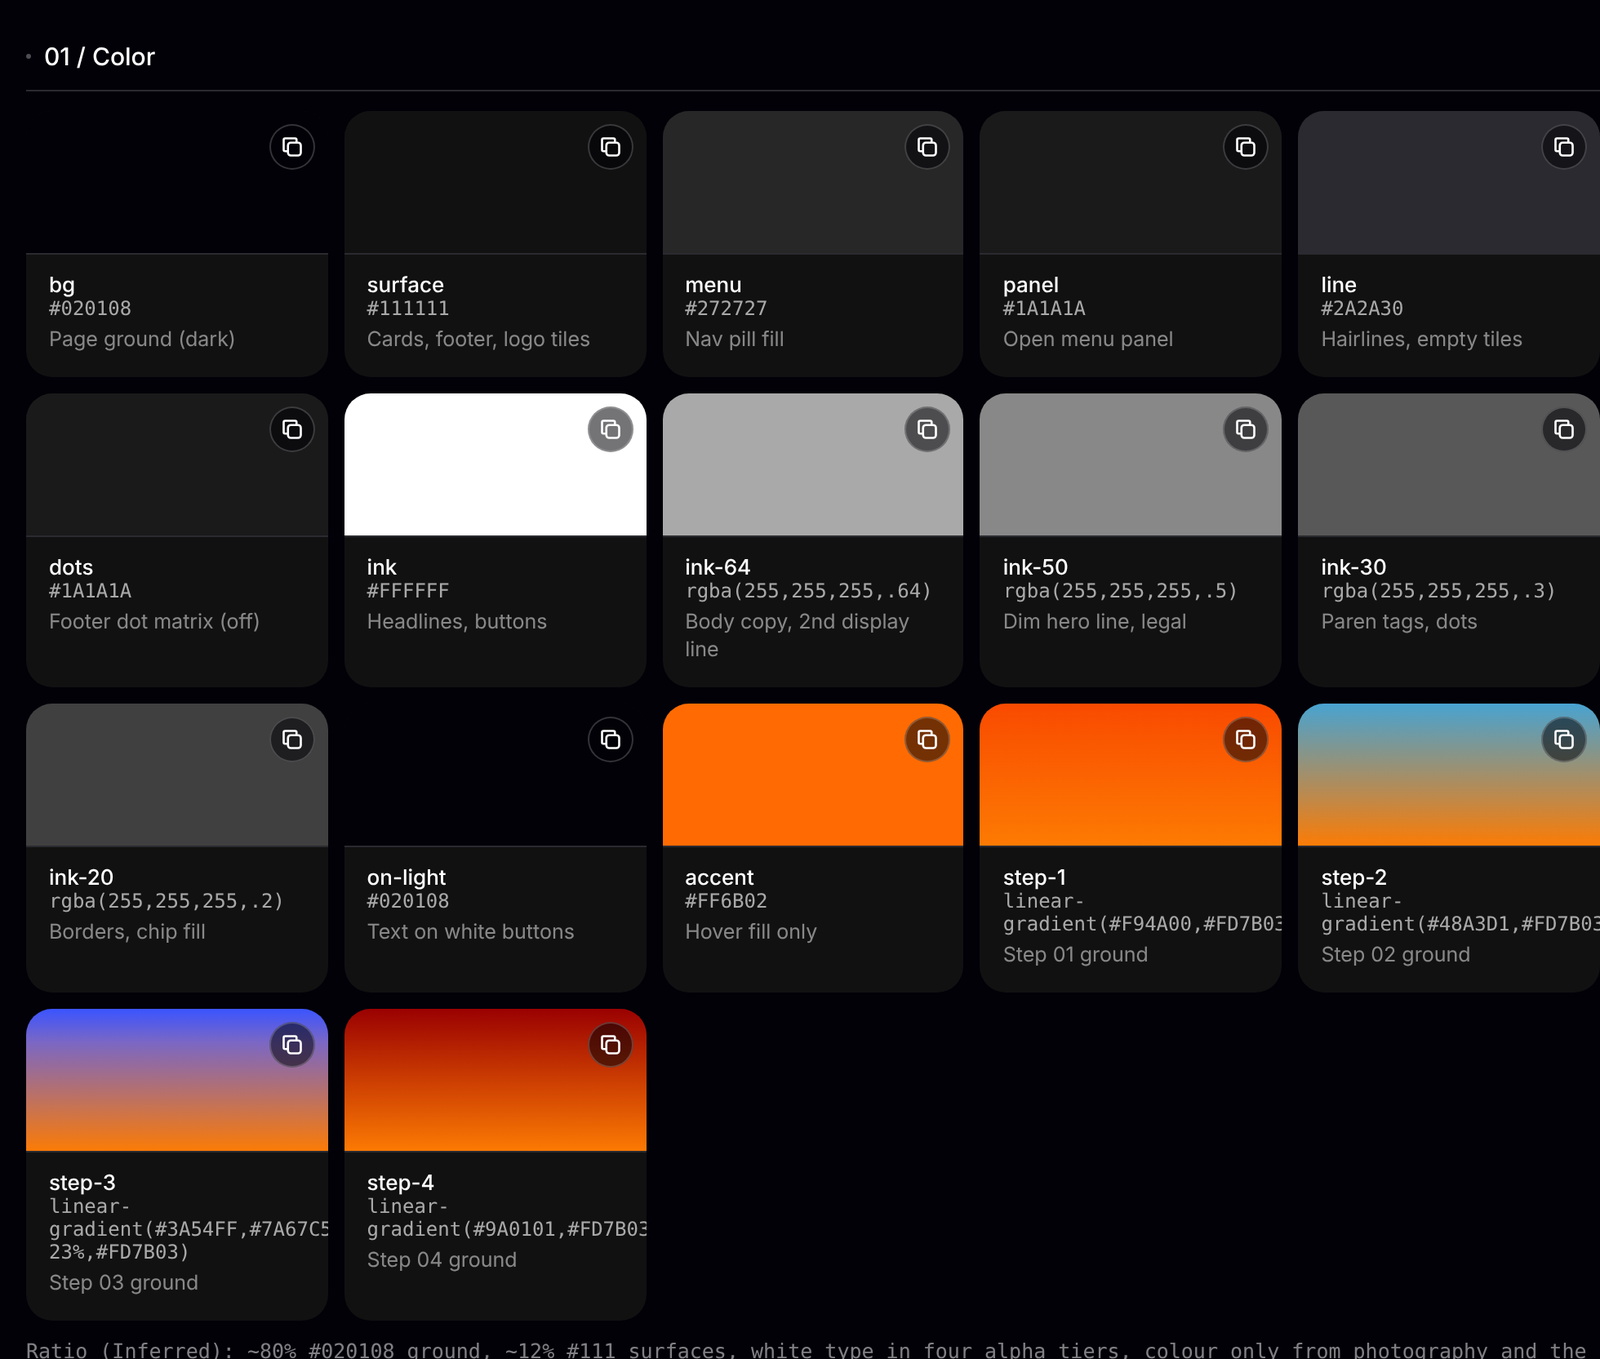 01 / Color
bg
#020108
Page ground (dark)
surface
#111111
Cards, footer, logo tiles
menu
#272727
Nav pill fill
panel
#1A1A1A
Open menu panel
line
#2A2A30
Hairlines, empty tiles
dots
#1A1A1A
Footer dot matrix (off)
ink
#FFFFFF
Headlines, buttons
ink-64
rgba(255,255,255,.64)
Body copy, 2nd display
line
ink-50
rgba(255,255,255,.5)
Dim hero line, legal
ink-30
rgba(255,255,255,.3)
Paren tags, dots
ink-20
rgba(255,255,255,.2)
Borders, chip fill
on-light
#020108
Text on white buttons
accent
#FF6B02
Hover fill only
step-1
linear-
gradient(#F94A00,#FD7B03
Step 01 ground
step-2
linear-
gradient(#48A3D1,#FD7B03
Step 02 ground
step-3
linear-
gradient(#3A54FF,#7A67C5
23%,#FD7B03)
Step 03 ground
step-4
linear-
gradient(#9A0101,#FD7B03
Step 04 ground
Ratio (Inferred): ~80% #020108 ground, ~12% #111 surfaces, white type in four alpha tiers, colour only from photography and the